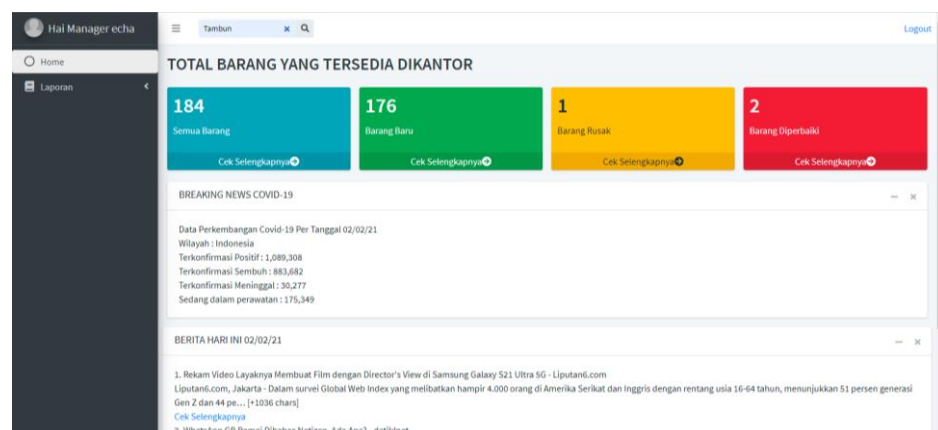 Hai Manager echa
Tambun
Logout
Home
Laporan
TOTAL BARANG YANG TERSEDIA DIKANTOR
184
Semua Barang
Cek Selengkapnya
176
Barang Baru
Cek Selengkapnya
1
Barang Rusak
Cek Selengkapnya
2
Barang Diperbaiki
Cek Selengkapnya
BREAKING NEWS COVID-19
Data Perkembangan Covid-19 Per Tanggal 02/02/21
Wilayah : Indonesia
Terkonfirmasi Positif : 1,089,308
Terkonfirmasi Sembuh : 883,682
Terkonfirmasi Meninggal : 30,277
Sedang dalam perawatan : 175,349
BERITA HARI INI 02/02/21
1. Rekam Video Layaknya Membuat Film dengan Director's View di Samsung Galaxy S21 Ultra 5G - Liputan6.com
Liputan6.com, Jakarta - Dalam survei Global Web Index yang melibatkan hampir 4.000 orang di Amerika Serikat dan Inggris dengan rentang usia 16-64 tahun, menunjukkan 51 persen generasi
Gen Z dan 44 pe... [+1036 chars]
Cek Selengkapnya